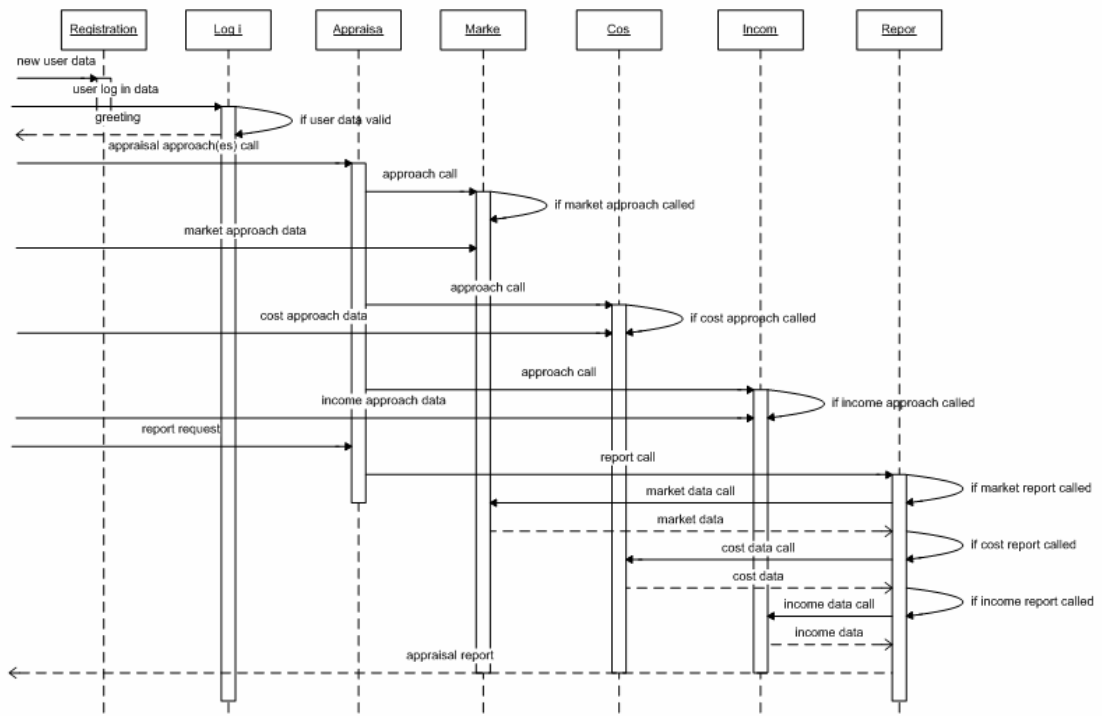 Registration
Log i
Appraisa
Marke
Cos
Incom
Repor
new user data
user log in data
greeting
if user data valid
appraisal approach(es) call
approach call
if market approach called
market approach data
approach call
cost approach data
if cost approach called
approach call
income approach data
if income approach called
report request
report call
if market report called
market data call
market data
if cost report called
cost data call
cost data
if income report called
income data call
income data
appraisal report